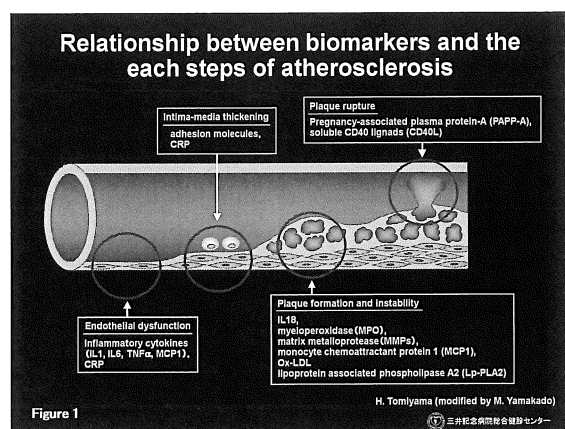 Relationship between biomarkers and the
each steps of atherosclerosis
Plaque rupture
Pregnancy-associated plasma protein-A (PAPP-A),
soluble CD40 lignads (CD40L)
Intima-media thickening
adhesion molecules,
CRP
Endothelial dysfunction
Inflammatory cytokines
(IL1, IL6, TNFα, MCP1),
CRP
Plaque formation and instability
IL18,
myeloperoxidase(MPO)
matrix metalloprotease(MMPs)
monocyte chemoattractant protein 1 (MCP1),
Ox-LDL
lipoprotein associated phospholipase A2 (Lp-PLA2)
H. Tomiyama (modified by M. Yamakado)
Figure 1
三井記念病院総合健診センター